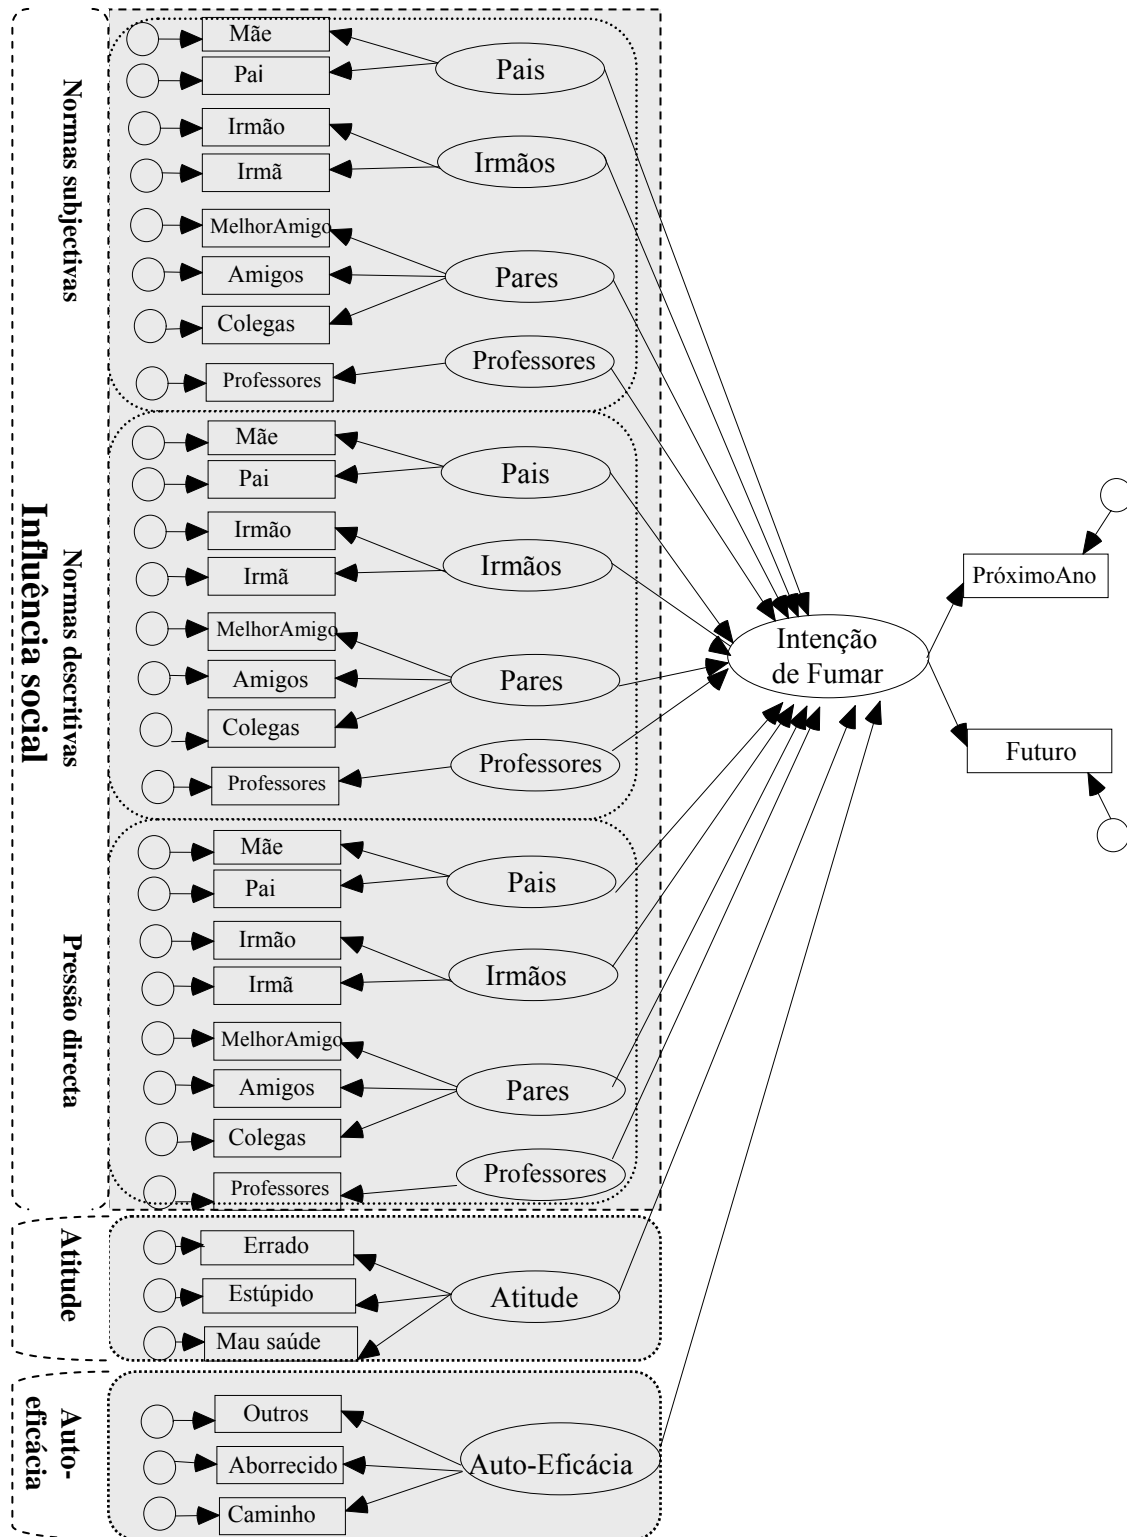 Influência social
Normas subjectivas
Mãe
Pai
Pais
Irmão
Irmã
Irmãos
MelhorAmigo
Amigos
Colegas
Pares
Professores
Professores
Normas descritivas
Mãe
Pai
Pais
Irmão
Irmã
Irmãos
MelhorAmigo
Amigos
Colegas
Pares
Professores
Professores
Pressão directa
Mãe
Pai
Pais
Irmão
Irmã
Irmãos
MelhorAmigo
Amigos
Colegas
Pares
Professores
Professores
Atitude
Errado
Estúpido
Mau saúde
Atitude
Auto-
eficácia
Outros
Aborrecido
Caminho
Auto-Eficácia
Intenção
de Fumar
PróximoAno
Futuro